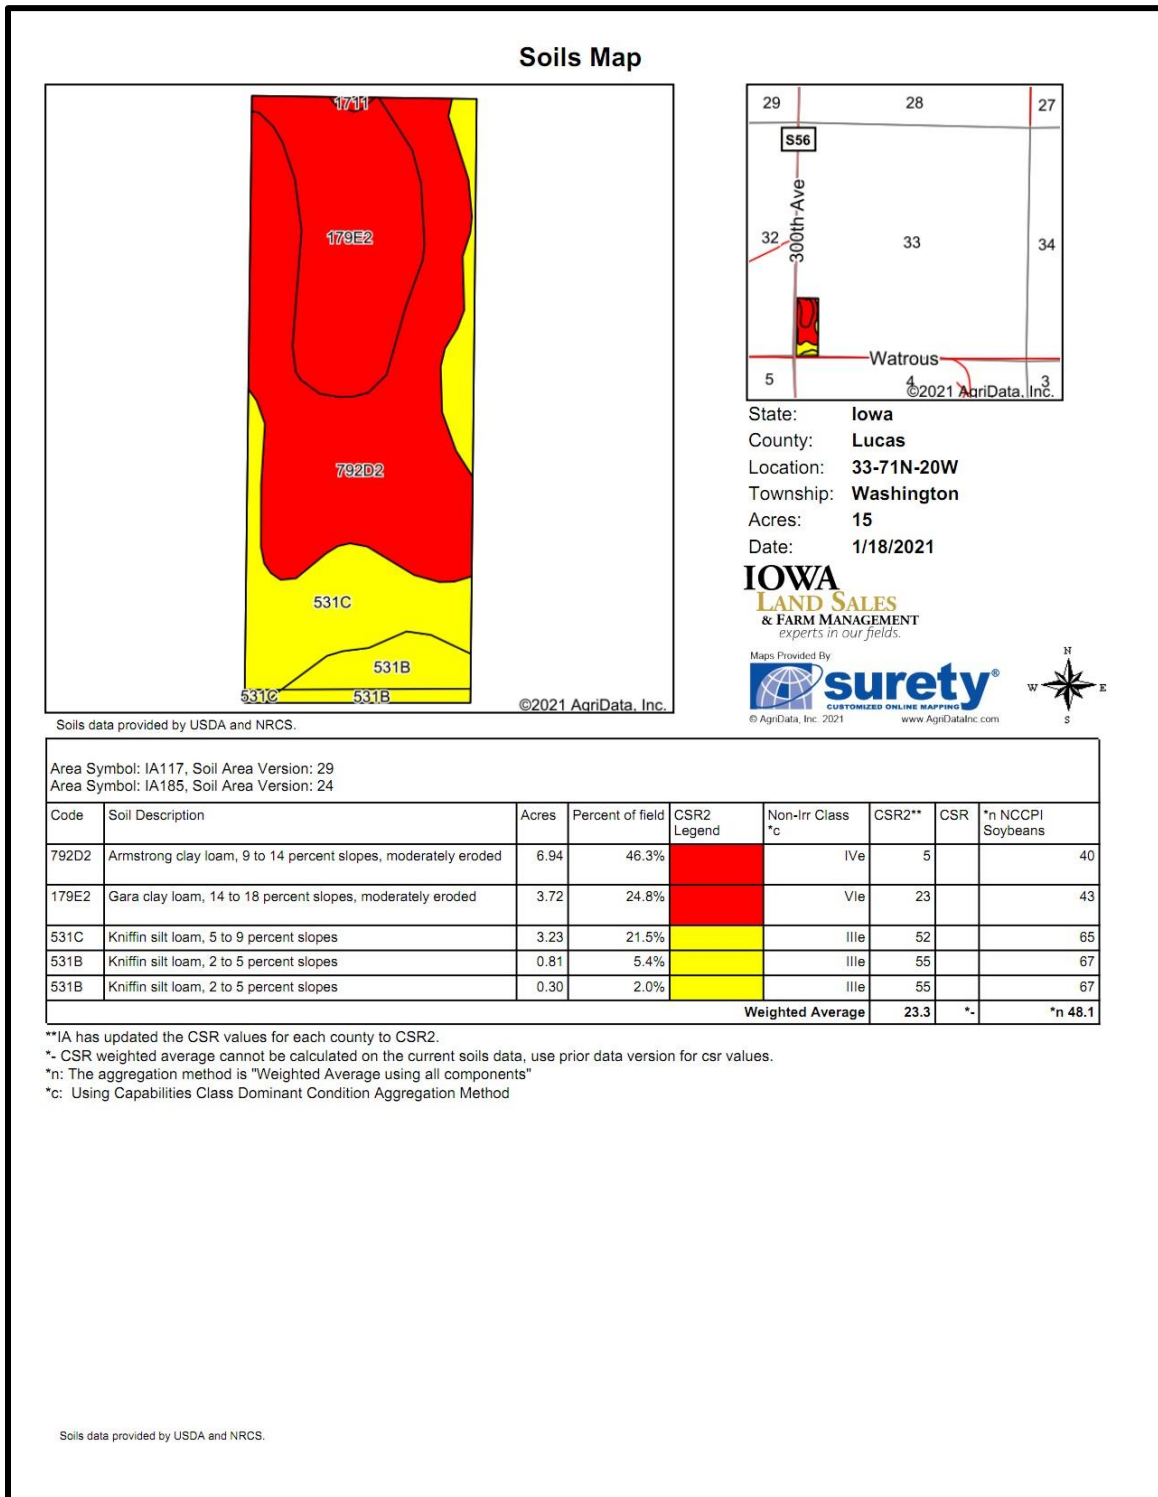 Soils Map
1711
179E2
792D2
531C
531B
531C
531B
©2021 AgriData, Inc.
Soils data provided by USDA and NRCS.
29
28
27
S56
300th Ave
32
33
34
Watrous
5
4
3
©2021 AgriData, Inc.
State: Iowa
County: Lucas
Location: 33-71N-20W
Township: Washington
Acres: 15
Date: 1/18/2021
IOWA
LAND SALES
& FARM MANAGEMENT
experts in our fields.
Maps Provided By
surety®
CUSTOMIZED ONLINE MAPPING
© AgriData, Inc. 2021 www.AgriDataInc.com
N
W E
S
Area Symbol: IA117, Soil Area Version: 29
Area Symbol: IA185, Soil Area Version: 24
Code Soil Description Acres Percent of field CSR2 Legend Non-Irr Class *c CSR2** CSR *n NCCPI Soybeans
792D2 Armstrong clay loam, 9 to 14 percent slopes, moderately eroded 6.94 46.3% IVe 5 40
179E2 Gara clay loam, 14 to 18 percent slopes, moderately eroded 3.72 24.8% VIe 23 43
531C Kniffin silt loam, 5 to 9 percent slopes 3.23 21.5% IIIe 52 65
531B Kniffin silt loam, 2 to 5 percent slopes 0.81 5.4% IIIe 55 67
531B Kniffin silt loam, 2 to 5 percent slopes 0.30 2.0% IIIe 55 67
Weighted Average 23.3 *- *n 48.1
**IA has updated the CSR values for each county to CSR2.
*- CSR weighted average cannot be calculated on the current soils data, use prior data version for csr values.
*n: The aggregation method is "Weighted Average using all components"
*c: Using Capabilities Class Dominant Condition Aggregation Method
Soils data provided by USDA and NRCS.